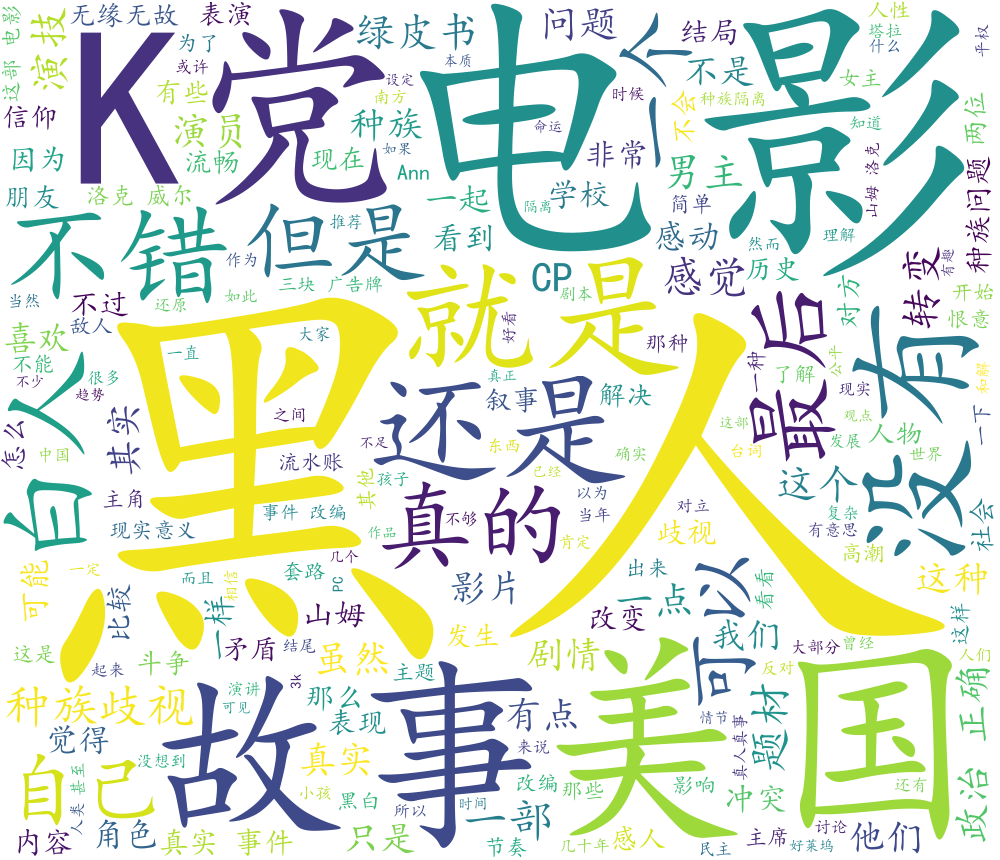 无缘无故
表演
绿皮书
问题
一个
结局
人性
塔拉
什么
平权
这部 电影
演技
K党
电影
为了
或许
本质
设定
有些
南方
不是
女主
时候
种族隔离
信仰
演员
种族
不会
知道
两位
因为
流畅
现在
如果
Ann
命运
非常
男主
山姆 洛克
朋友
洛克 威尔
一起
隔离
学校
简单
种族问题
不错
但是
推荐
看到
感动
然而
理解
作为
CP
感觉
历史
有趣
当然
不过
还原
如此
三块 广告牌
剧本
对方
转变
开始
恨意
喜欢
敌人
就是
好看
那种
最后
没有
不能
一直
大家
一种
公平
和解
白人
很多
不少
趋势
黑人
还是
叙事
真正
解决
了解
现实
怎么
中国
其实
之间
不足
这部
观点
一下
流水账
东西
确实
台词
发展
人物
世界
主角
其他
孩子
已经
这个
现实意义
事件 改编
真的
不够
以为
当年
对立
歧视
复杂
有意思
社会
作品
肯定
高潮
可能
一定
而且
相信
几个
套路
PC
影片
出来
一点
可以
看看
这种
比较
一样
山姆
改变
我们
这样
这是
起来
斗争
矛盾
结尾
虽然
发生
剧情
大部分
曾经
人们
种族歧视
演讲
可见
3k
那么
主题
有点
美国
反对
故事
表现
来说
情节
题材
正确
觉得
没想到
真实
改编
那些
影响
真人真事
自己
人类
甚至
小孩
黑白
所以
时间
一部
冲突
还有
政治
内容
角色
真实 事件
只是
节奏
几十年
感人
民主
主席
好莱坞
讨论
他们